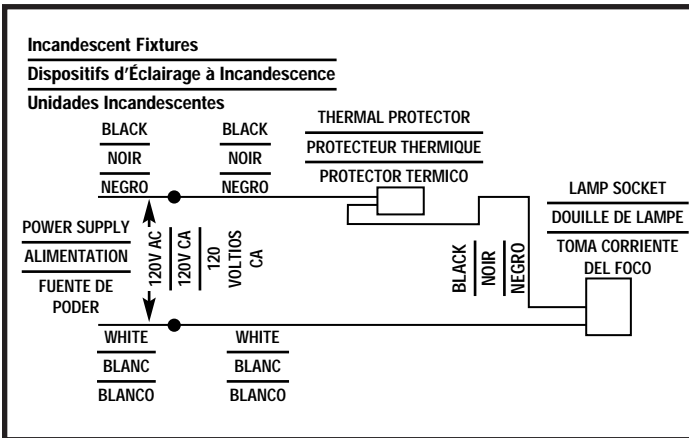 Incandescent Fixtures
Dispositifs d'Éclairage à Incandescence
Unidades Incandescentes
BLACK
NOIR
NEGRO
BLACK
NOIR
NEGRO
THERMAL PROTECTOR
PROTECTEUR THERMIQUE
PROTECTOR TERMICO
LAMP SOCKET
DOUILLE DE LAMPE
TOMA CORRIENTE
DEL FOCO
POWER SUPPLY
ALIMENTATION
FUENTE DE
PODER
120V AC
120V CA
120
VOLTIOS
CA
BLACK
NOIR
NEGRO
WHITE
BLANC
BLANCO
WHITE
BLANC
BLANCO